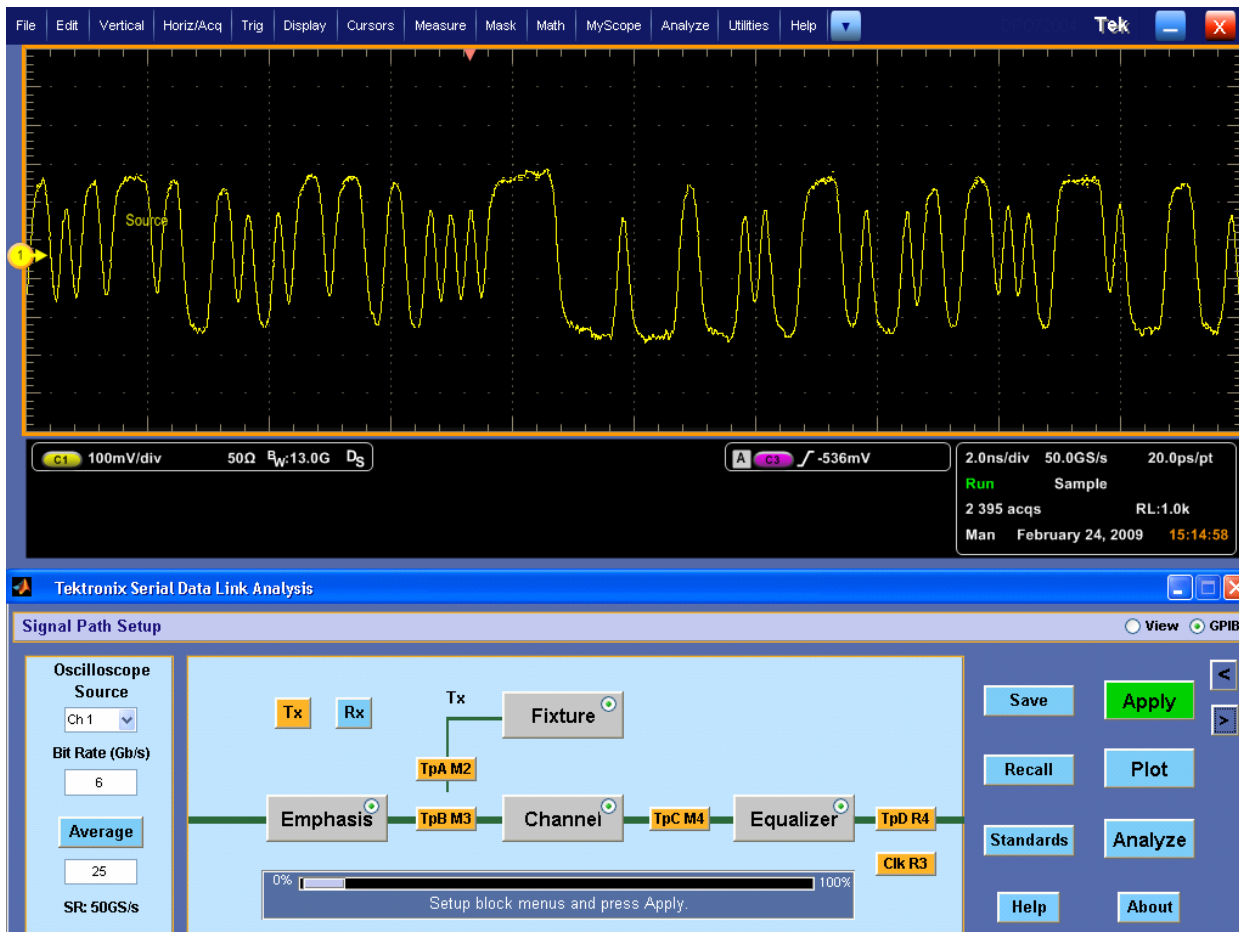 File Edit Vertical Horiz/Acq Trig Display Cursors Measure Mask Math MyScope Analyze Utilities Help Tek X
Source
1
C1 100mV/div 50Ω BW:13.0G DS
A C3 -536mV
2.0ns/div 50.0GS/s 20.0ps/pt
Run Sample
2 395 acqs RL:1.0k
Man February 24, 2009 15:14:58
Tektronix Serial Data Link Analysis
Signal Path Setup
View GPIB
Oscilloscope
Source
Ch 1
Bit Rate (Gb/s)
6
Average
25
SR: 50GS/s
Tx Rx Tx Fixture
TpA M2
Emphasis TpB M3 Channel TpC M4 Equalizer TpD R4
Clk R3
0% 100%
Setup block menus and press Apply.
Save Apply <
>
Recall Plot
Standards Analyze
Help About